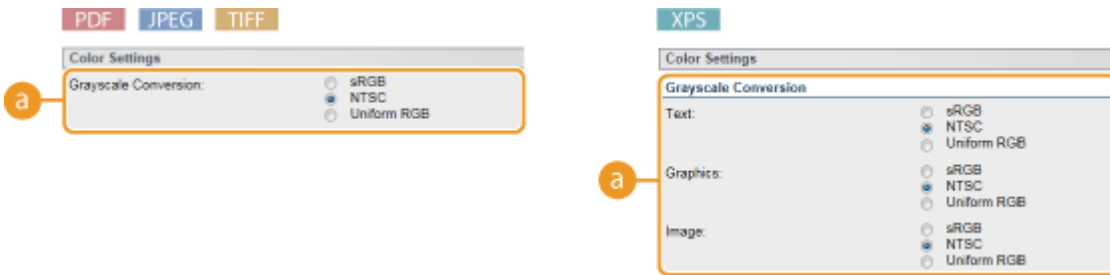 PDF JPEG TIFF
Color Settings
a
Grayscale Conversion:
sRGB
NTSC
Uniform RGB
XPS
Color Settings
a
Grayscale Conversion
Text:
sRGB
NTSC
Uniform RGB
Graphics:
sRGB
NTSC
Uniform RGB
Image:
sRGB
NTSC
Uniform RGB